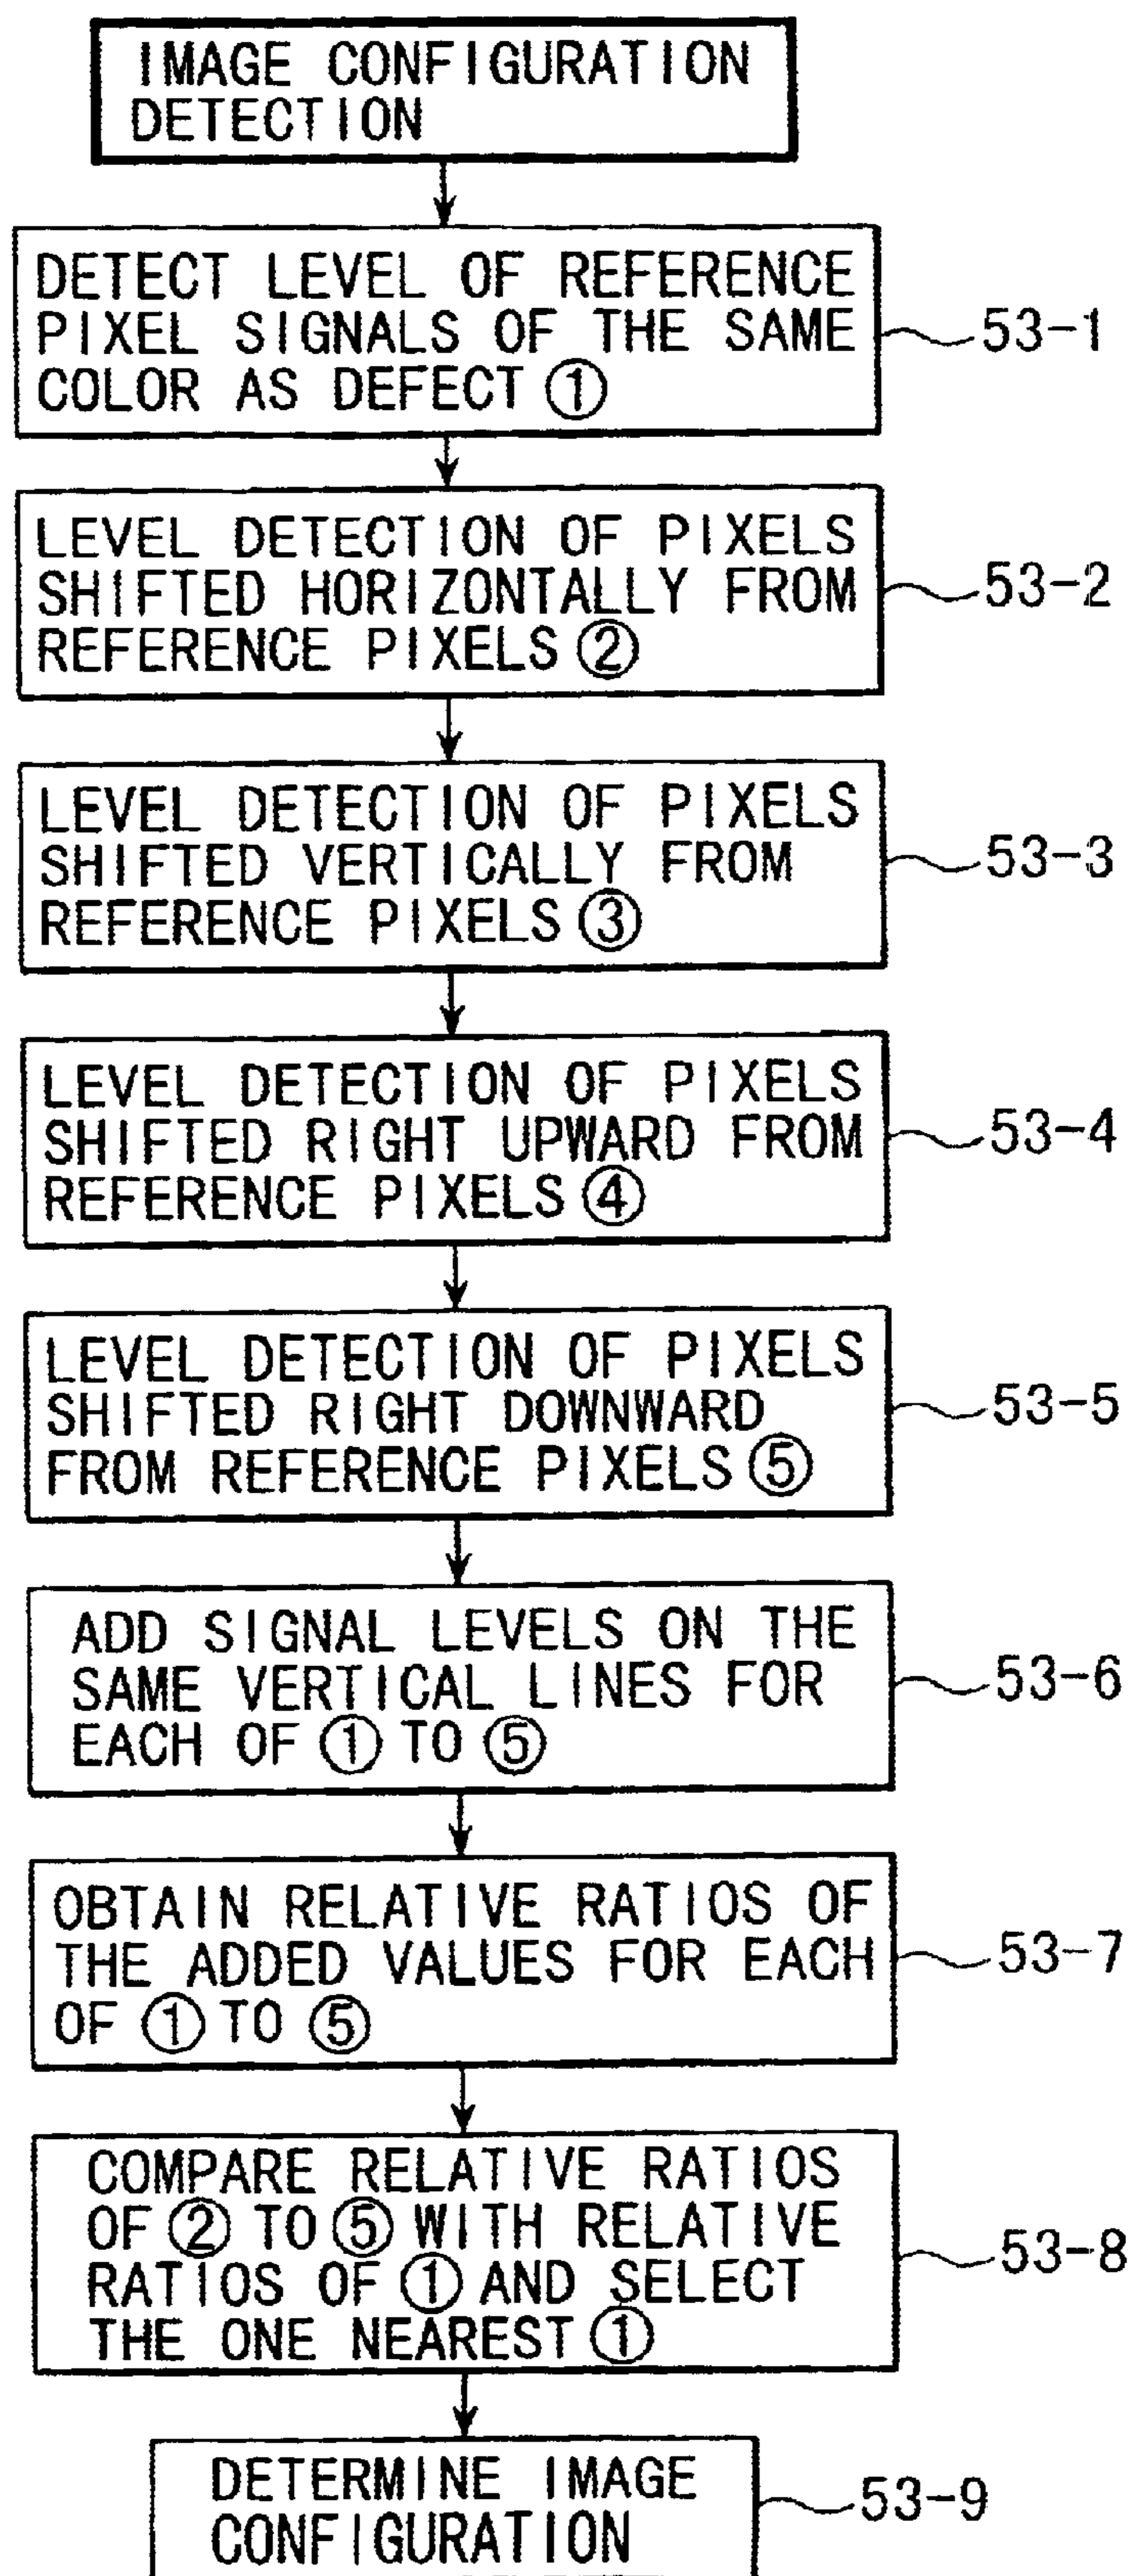 IMAGE CONFIGURATION
DETECTION
DETECT LEVEL OF REFERENCE
PIXEL SIGNALS OF THE SAME
COLOR AS DEFECT ①
53-1
LEVEL DETECTION OF PIXELS
SHIFTED HORIZONTALLY FROM
REFERENCE PIXELS ②
53-2
LEVEL DETECTION OF PIXELS
SHIFTED VERTICALLY FROM
REFERENCE PIXELS ③
53-3
LEVEL DETECTION OF PIXELS
SHIFTED RIGHT UPWARD FROM
REFERENCE PIXELS ④
53-4
LEVEL DETECTION OF PIXELS
SHIFTED RIGHT DOWNWARD
FROM REFERENCE PIXELS ⑤
53-5
ADD SIGNAL LEVELS ON THE
SAME VERTICAL LINES FOR
EACH OF ① TO ⑤
53-6
OBTAIN RELATIVE RATIOS OF
THE ADDED VALUES FOR EACH
OF ① TO ⑤
53-7
COMPARE RELATIVE RATIOS
OF ② TO ⑤ WITH RELATIVE
RATIOS OF ① AND SELECT
THE ONE NEAREST ①
53-8
DETERMINE IMAGE
CONFIGURATION
53-9